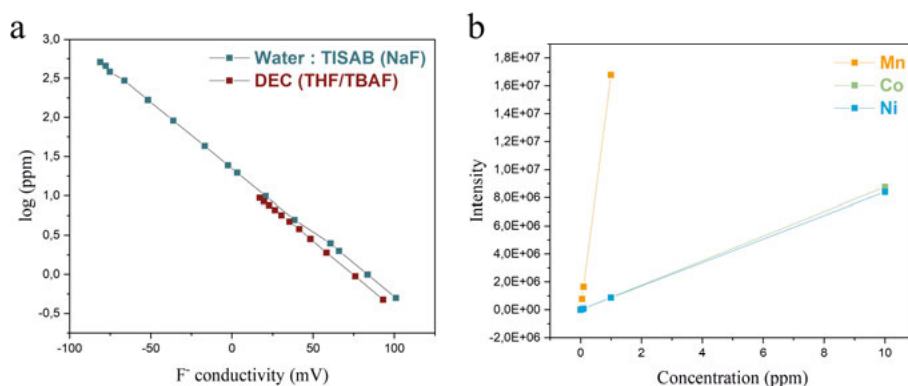 a
Water : TISAB (NaF)
DEC (THF/TBAF)
log (ppm)
3,0
2,5
2,0
1,5
1,0
0,5
0,0
-0,5
-100
-50
0
50
100
F⁻ conductivity (mV)
b
Mn
Co
Ni
Intensity
1,8E+07
1,6E+07
1,4E+07
1,2E+07
1,0E+07
8,0E+06
6,0E+06
4,0E+06
2,0E+06
0,0E+00
-2,0E+06
0
2
4
6
8
10
Concentration (ppm)